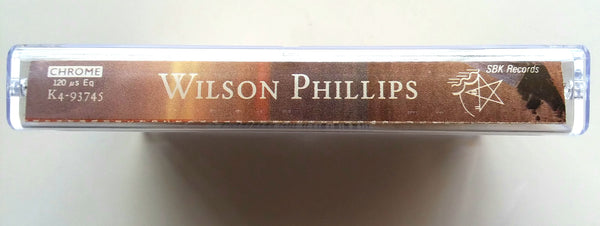 CHROME
120 µs Eq
K4-93745
WILSON PHILLIPS
SBK Records